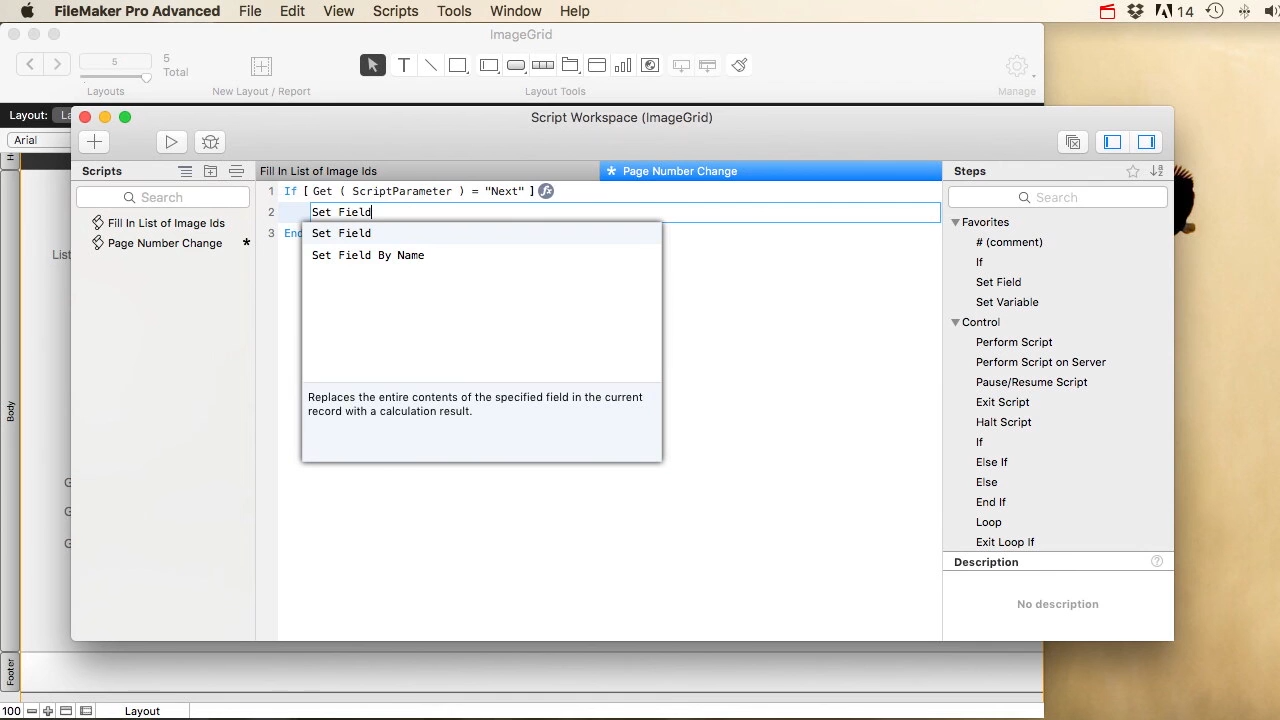 FileMaker Pro Advanced File Edit View Scripts Tools Window Help 14
ImageGrid
5
5
Total
Layouts
New Layout / Report
Layout Tools
Manage
Layout: La
Arial
Script Workspace (ImageGrid)
Scripts
Search
Fill In List of Image Ids
Page Number Change *
Fill In List of Image Ids
* Page Number Change
1 If [ Get ( ScriptParameter ) = "Next" ] fx
2 Set Field
3 End
Set Field
Set Field By Name
Replaces the entire contents of the specified field in the current
record with a calculation result.
Steps
Search
Favorites
# (comment)
If
Set Field
Set Variable
Control
Perform Script
Perform Script on Server
Pause/Resume Script
Exit Script
Halt Script
If
Else If
Else
End If
Loop
Exit Loop If
Description
No description
H
List
G
G
G
Body
Footer
100
Layout